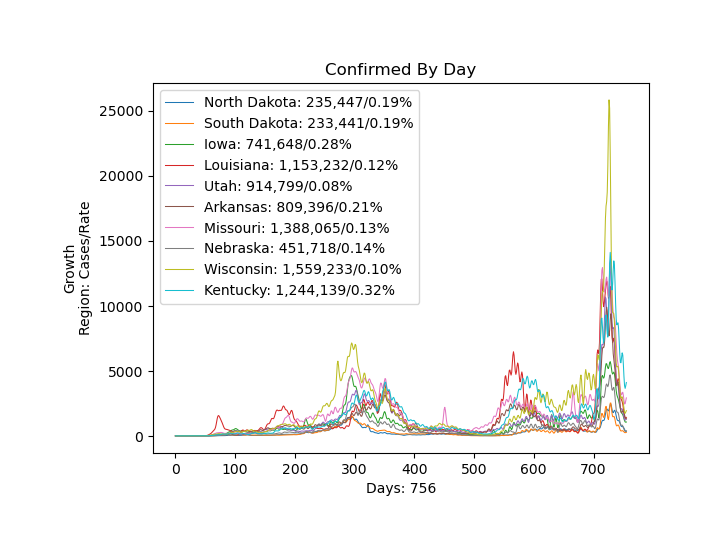 Confirmed By Day
North Dakota: 235,447/0.19%
South Dakota: 233,441/0.19%
Iowa: 741,648/0.28%
Louisiana: 1,153,232/0.12%
Utah: 914,799/0.08%
Arkansas: 809,396/0.21%
Missouri: 1,388,065/0.13%
Nebraska: 451,718/0.14%
Wisconsin: 1,559,233/0.10%
Kentucky: 1,244,139/0.32%
25000
20000
15000
10000
5000
0
Growth
Region: Cases/Rate
0 100 200 300 400 500 600 700
Days: 756